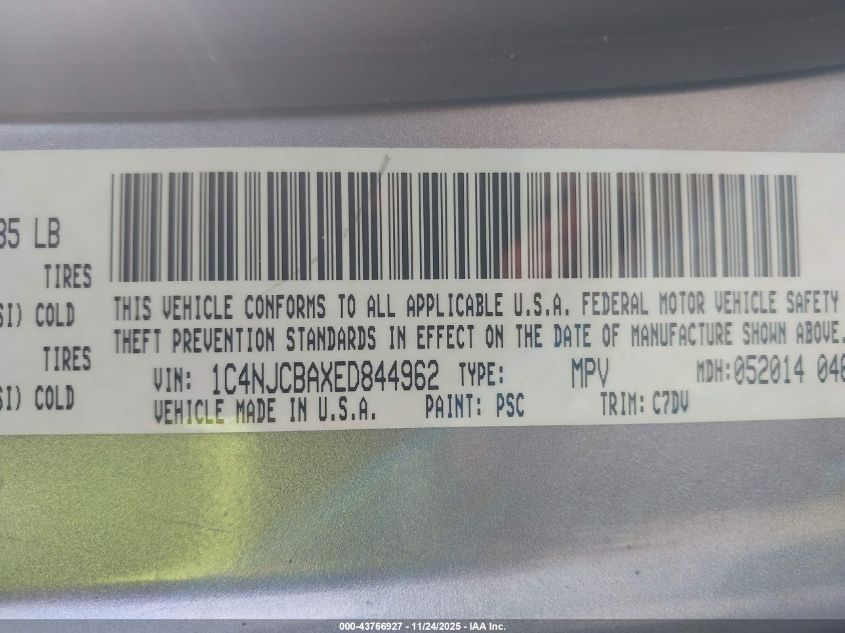 85 LB
TIRES
SI) COLD
TIRES
SI) COLD
THIS VEHICLE CONFORMS TO ALL APPLICABLE U.S.A. FEDERAL MOTOR VEHICLE SAFETY
THEFT PREVENTION STANDARDS IN EFFECT ON THE DATE OF MANUFACTURE SHOWN ABOVE.
VIN: 1C4NJCBAXED844962 TYPE: MPV MDH:052014 048
VEHICLE MADE IN U.S.A. PAINT: PSC TRIM: C7DV
000-43766927 - 11/24/2025 - IAA Inc.